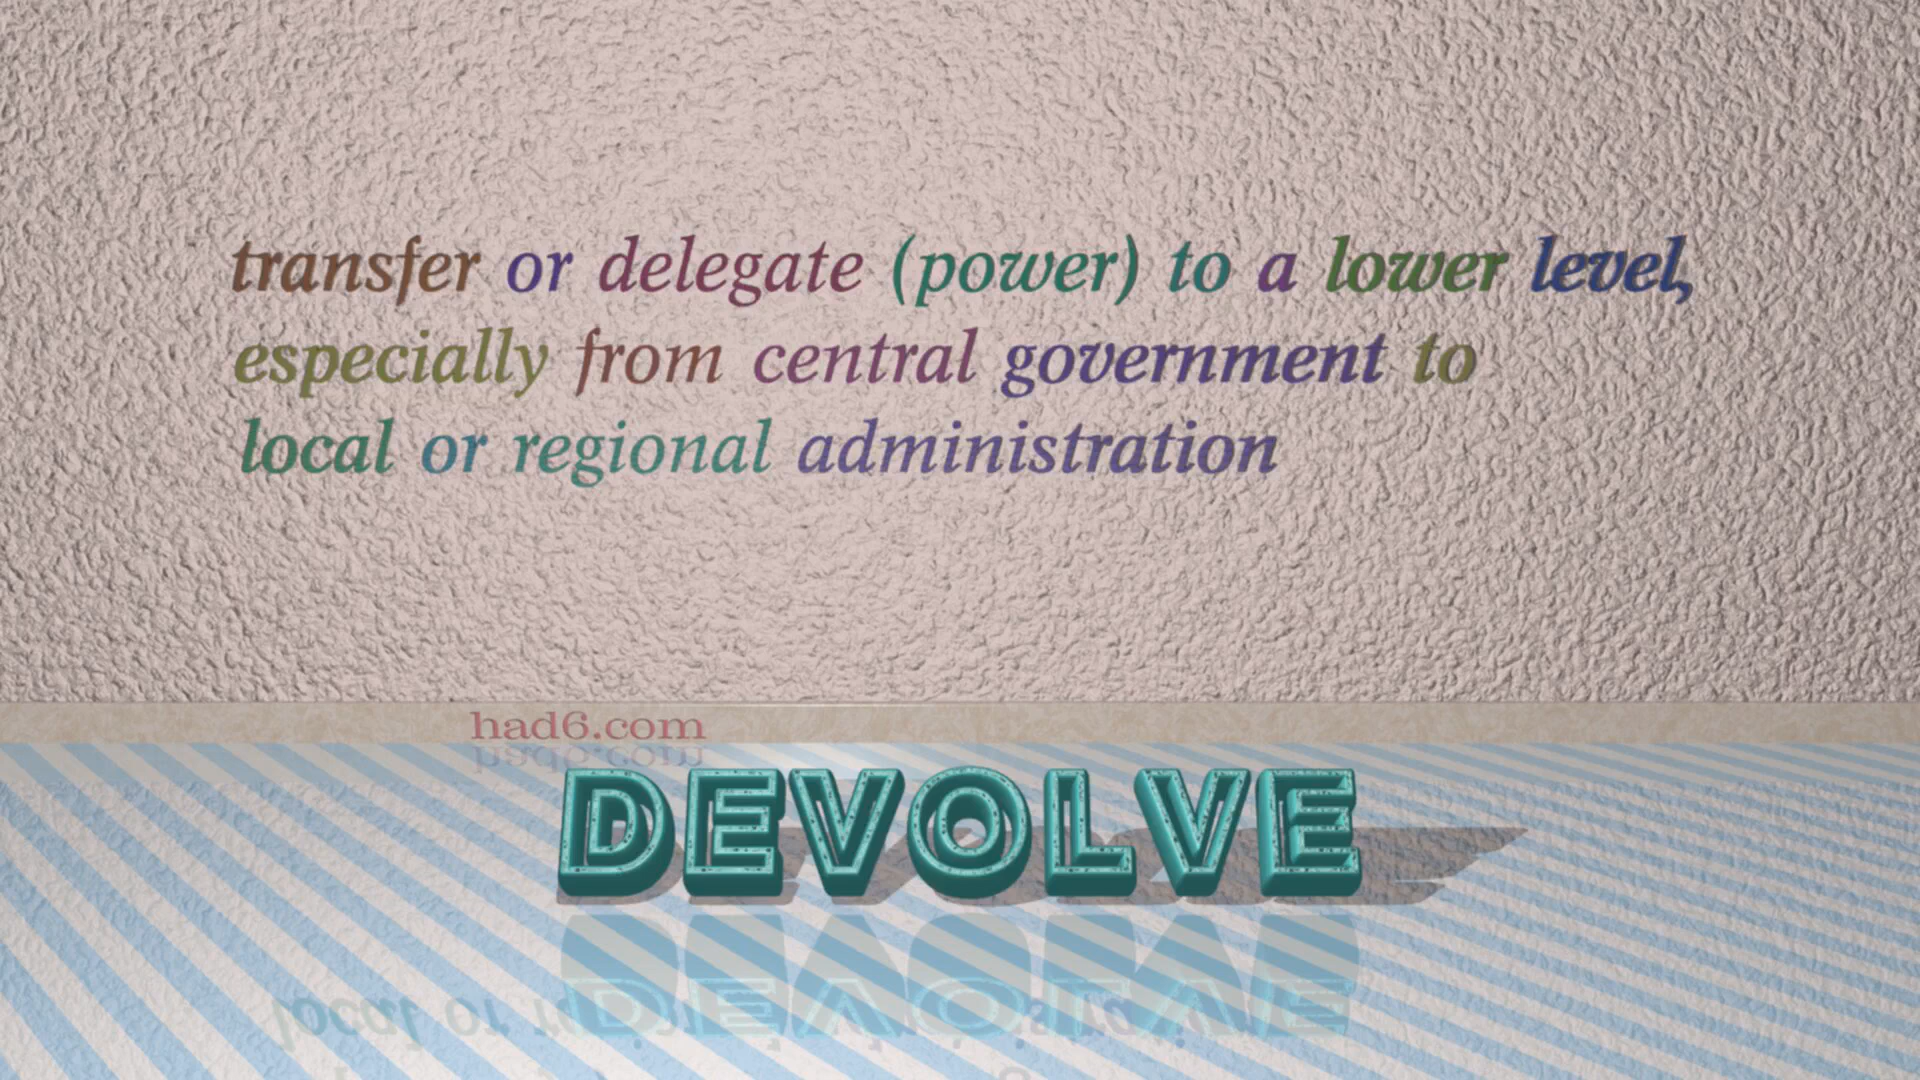 transfer or delegate (power) to a lower level,
especially from central government to
local or regional administration
had6.com
DEVOLVE